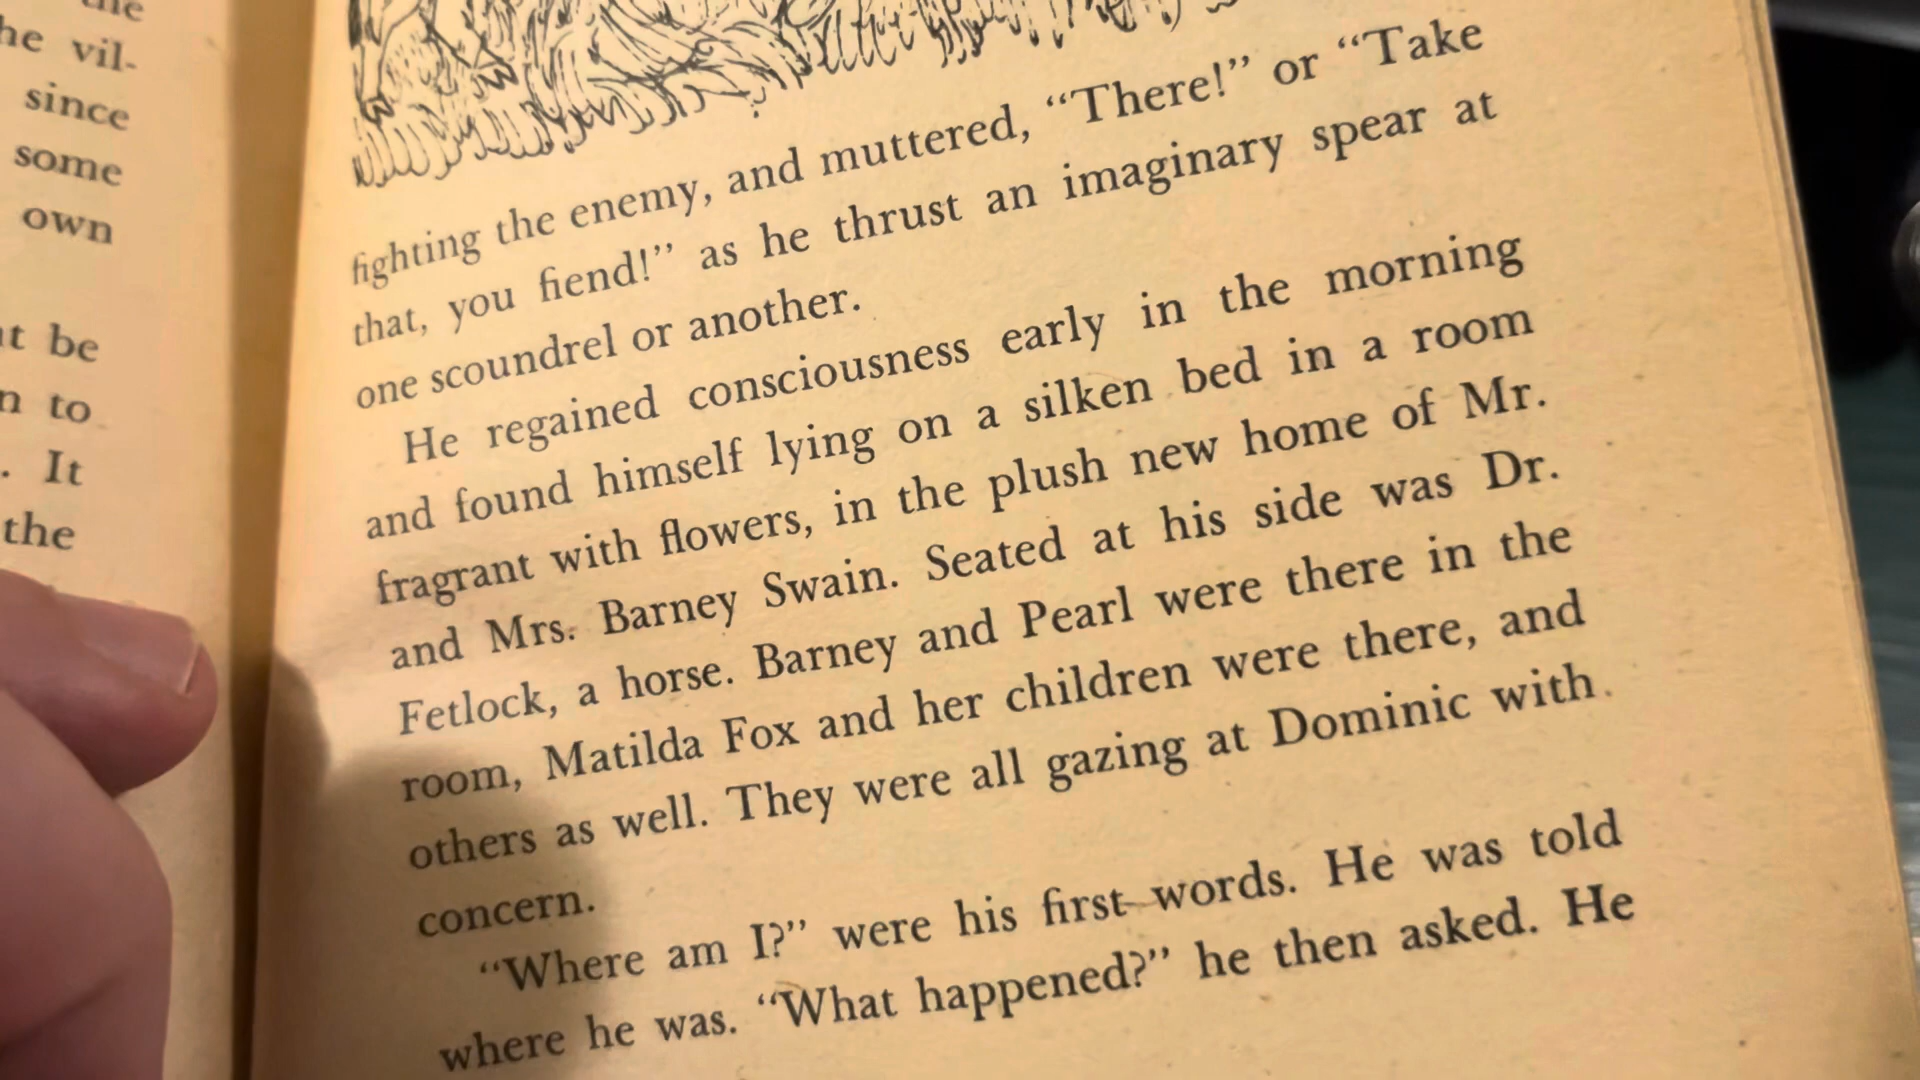 the
he vil-
since
some
own
be
to
. It
the
fighting the enemy, and muttered, “There!” or “Take
that, you fiend!” as he thrust an imaginary spear at
one scoundrel or another.
He regained consciousness early in the morning
and found himself lying on a silken bed in a room
fragrant with flowers, in the plush new home of Mr.
and Mrs. Barney Swain. Seated at his side was Dr.
Fetlock, a horse. Barney and Pearl were there in the
room, Matilda Fox and her children were there, and
others as well. They were all gazing at Dominic with
concern.
“Where am I?” were his first words. He was told
where he was. “What happened?” he then asked. He